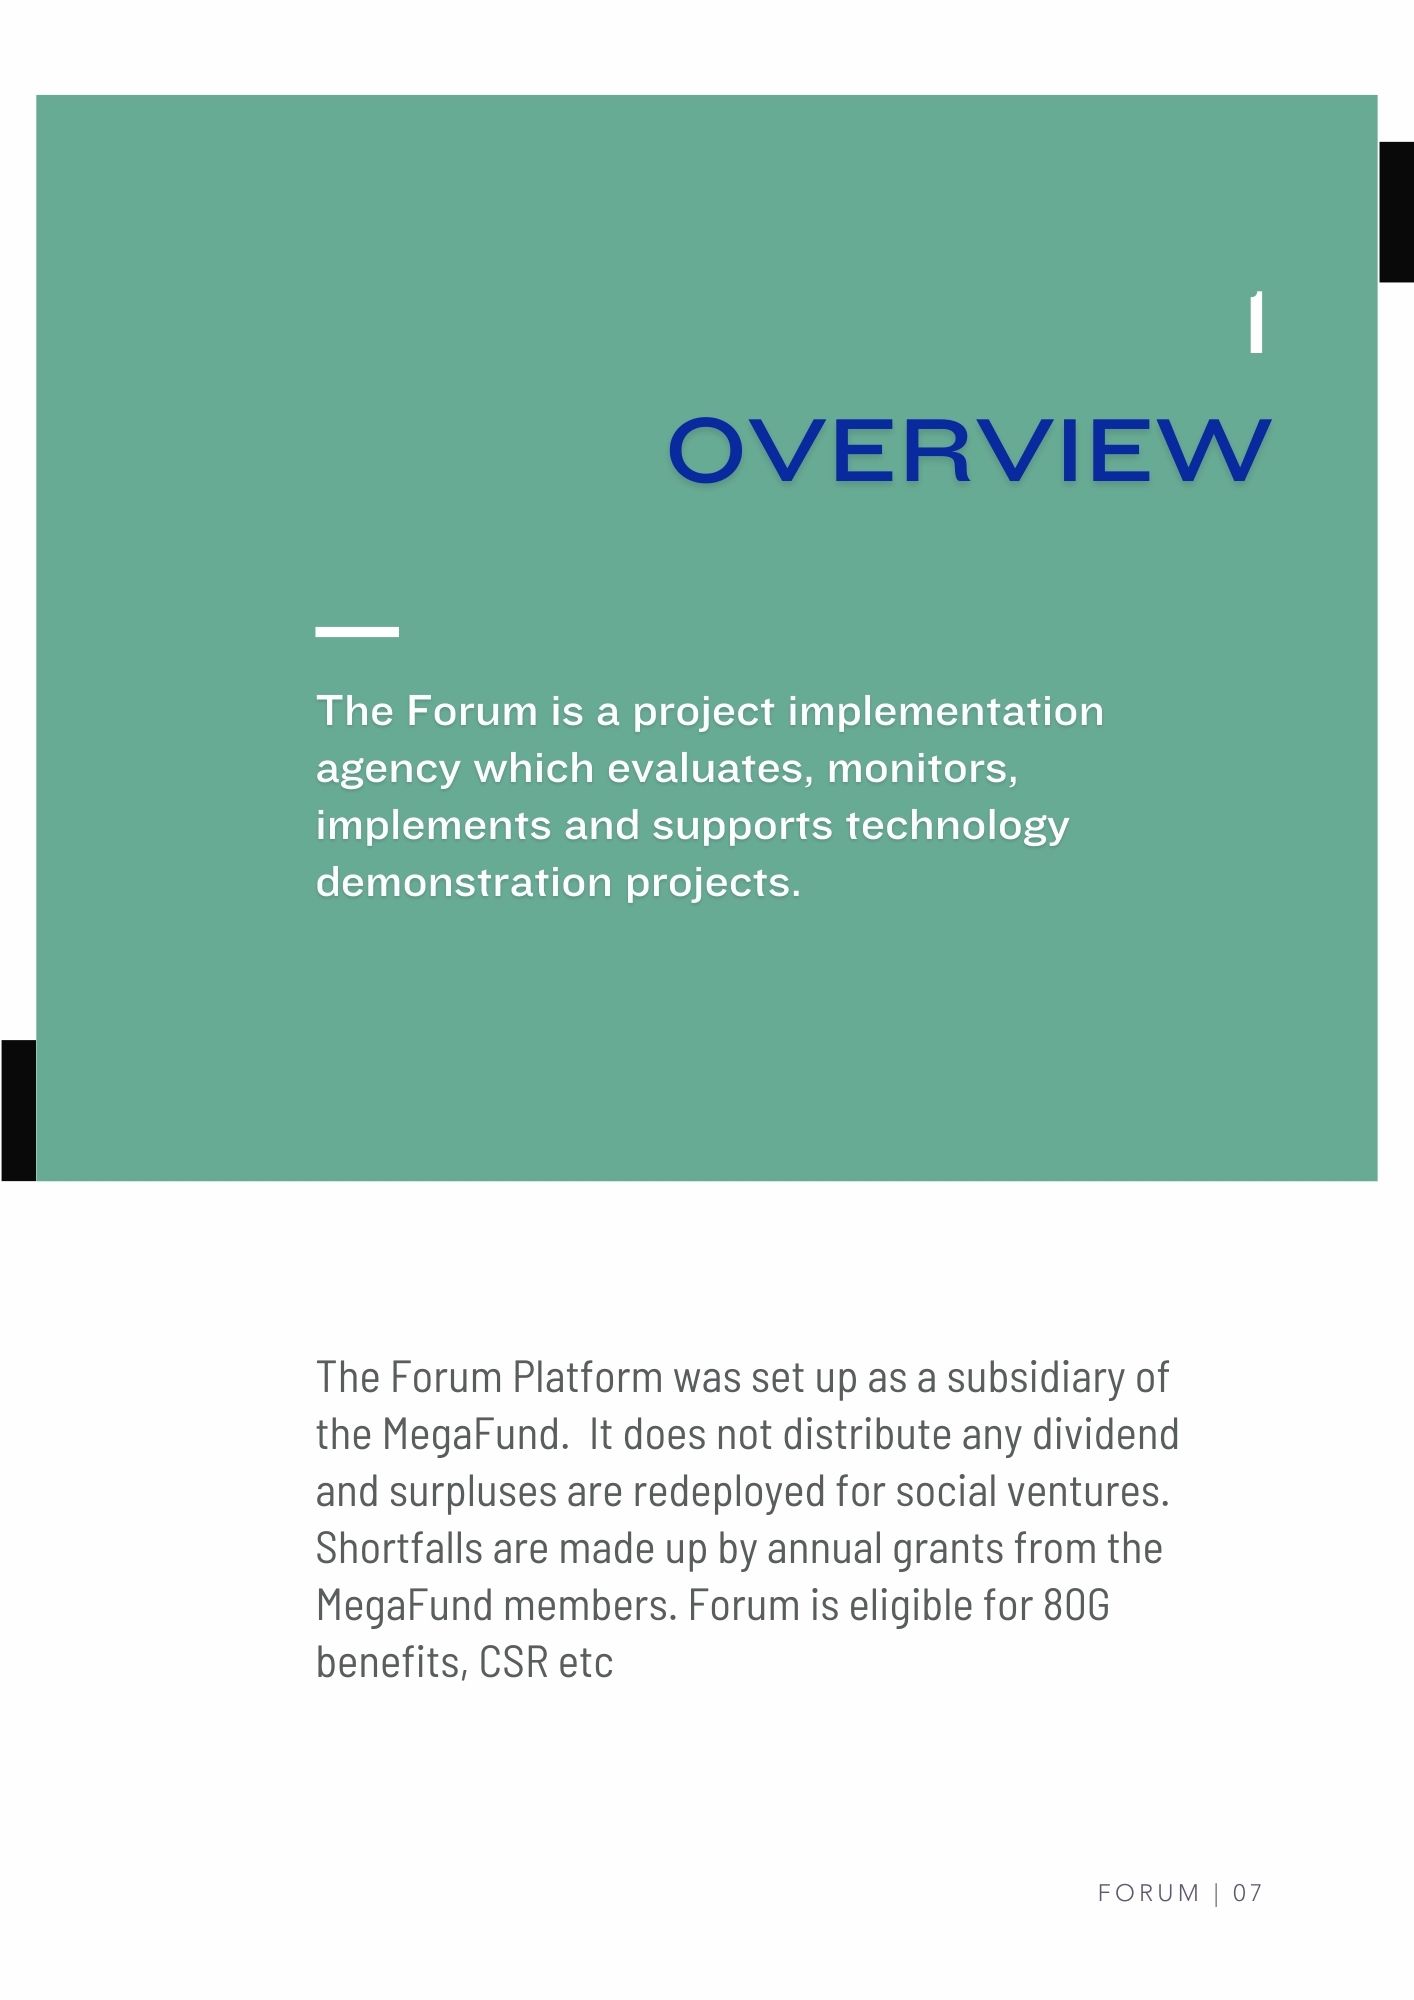 1
OVERVIEW
The Forum is a project implementation
agency which evaluates, monitors,
implements and supports technology
demonstration projects.
The Forum Platform was set up as a subsidiary of
the MegaFund.  It does not distribute any dividend
and surpluses are redeployed for social ventures.
Shortfalls are made up by annual grants from the
MegaFund members. Forum is eligible for 80G
benefits, CSR etc
FORUM | 07